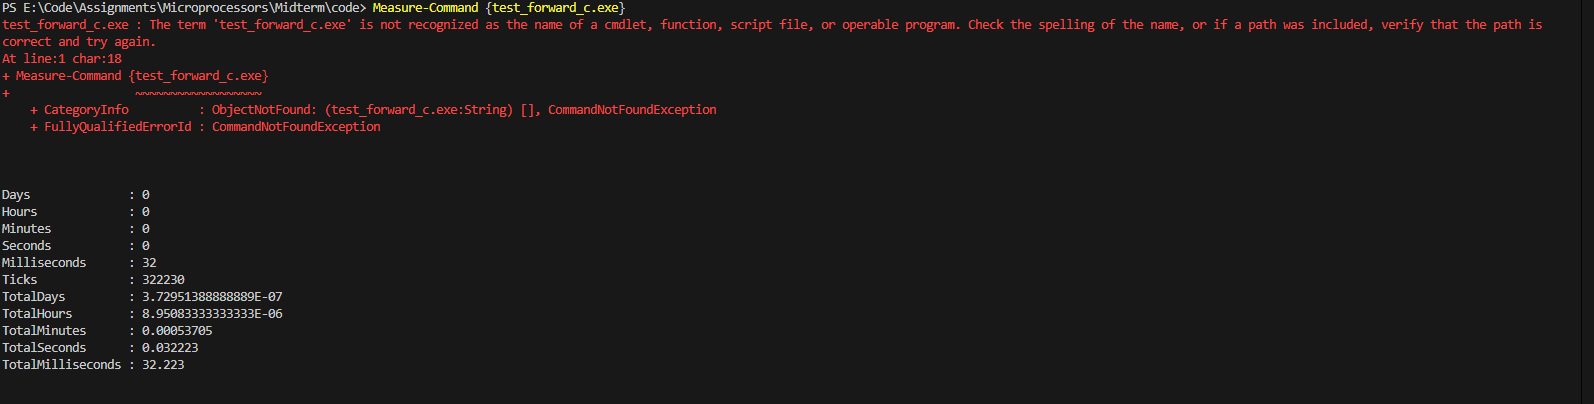 PS E:\Code\Assignments\Microprocessors\Midterm\code> Measure-Command {test_forward_c.exe}
test_forward_c.exe : The term 'test_forward_c.exe' is not recognized as the name of a cmdlet, function, script file, or operable program. Check the spelling of the name, or if a path was included, verify that the path is
correct and try again.
At line:1 char:18
+ Measure-Command {test_forward_c.exe}
+                  ~~~~~~~~~~~~~~~~~~
    + CategoryInfo          : ObjectNotFound: (test_forward_c.exe:String) [], CommandNotFoundException
    + FullyQualifiedErrorId : CommandNotFoundException
Days              : 0
Hours             : 0
Minutes           : 0
Seconds           : 0
Milliseconds      : 32
Ticks             : 322230
TotalDays         : 3.72951388888889E-07
TotalHours        : 8.95083333333333E-06
TotalMinutes      : 0.00053705
TotalSeconds      : 0.032223
TotalMilliseconds : 32.223